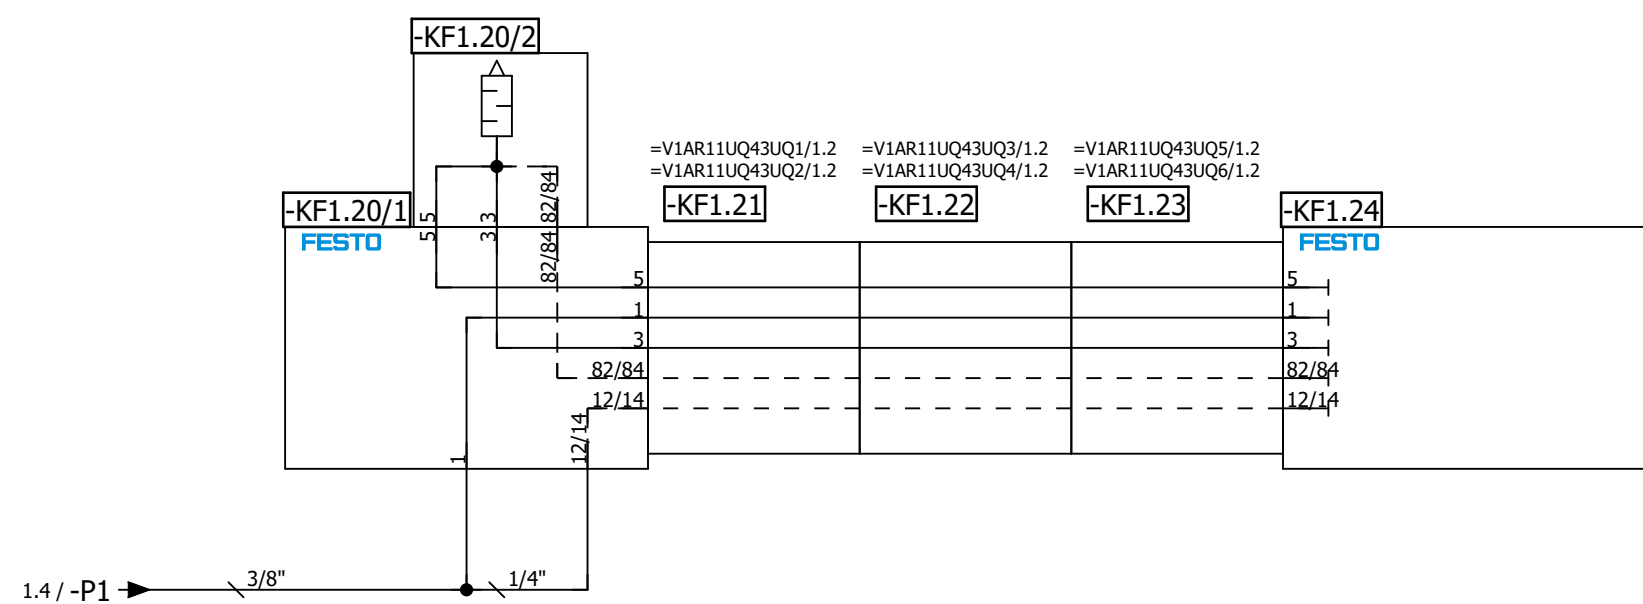 -KF1.20/2
=V1AR11UQ43UQ1/1.2 =V1AR11UQ43UQ3/1.2 =V1AR11UQ43UQ5/1.2
=V1AR11UQ43UQ2/1.2 =V1AR11UQ43UQ4/1.2 =V1AR11UQ43UQ6/1.2
-KF1.20/1 -KF1.21 -KF1.22 -KF1.23 -KF1.24
5 3 82/84
5 3 82/84
FESTO FESTO
5 5
1 1
3 3
82/84 82/84
12/14 12/14
1 12/14
1.4 / -P1 3/8" 1/4"